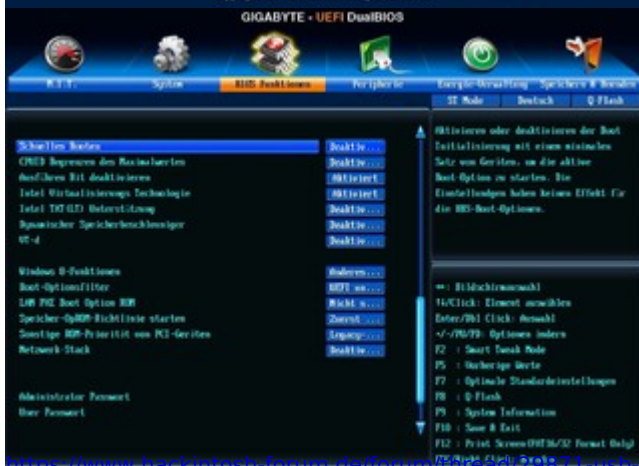 GIGABYTE - UEFI DualBIOS
M.I.T.
System
BIOS Funktionen
Peripherie
Energie-Verwaltung
Speichern & Beenden
ST Mode
Deutsch
Q-Flash
Schnelles Booten
Deaktiv...
CPUID Begrenzen des Maximalwertes
Deaktiv...
Ausführen Bit deaktivieren
Aktiviert
Intel Virtualisierungs Technologie
Aktiviert
Intel TXT(LT) Unterstützung
Deaktiv...
Dynamischer Speicherbeschleuniger
Deaktiv...
VT-d
Deaktiv...
Windows 8-Funktionen
Anderes...
Boot-Optionsfilter
UEFI un...
LAN PXE Boot Option ROM
Nicht s...
Speicher-OpROM-Richtlinie starten
Zuerst ...
Sonstige ROM-Priorität von PCI-Geräten
Legacy-...
Netzwerk-Stack
Deaktiv...
Administrator Passwort
User Passwort
Aktivieren oder deaktivieren der Boot
Initialisierung mit einem minimalen
Satz von Geräten, um die aktive
Boot-Option zu starten. Die
Einstellungen haben keinen Effekt für
die BBS-Boot-Optionen.
: Bildschirmauswahl
/Click: Element auswählen
Enter/Dbl Click: Auswahl
+/-/PU/PD: Optionen ändern
F2 : Smart Tweak Mode
F5 : Vorherige Werte
F7 : Optimale Standardeinstellungen
F8 : Q-Flash
F9 : System Information
F10 : Save & Exit
F12 : Print Screen(FAT16/32 Format Only)